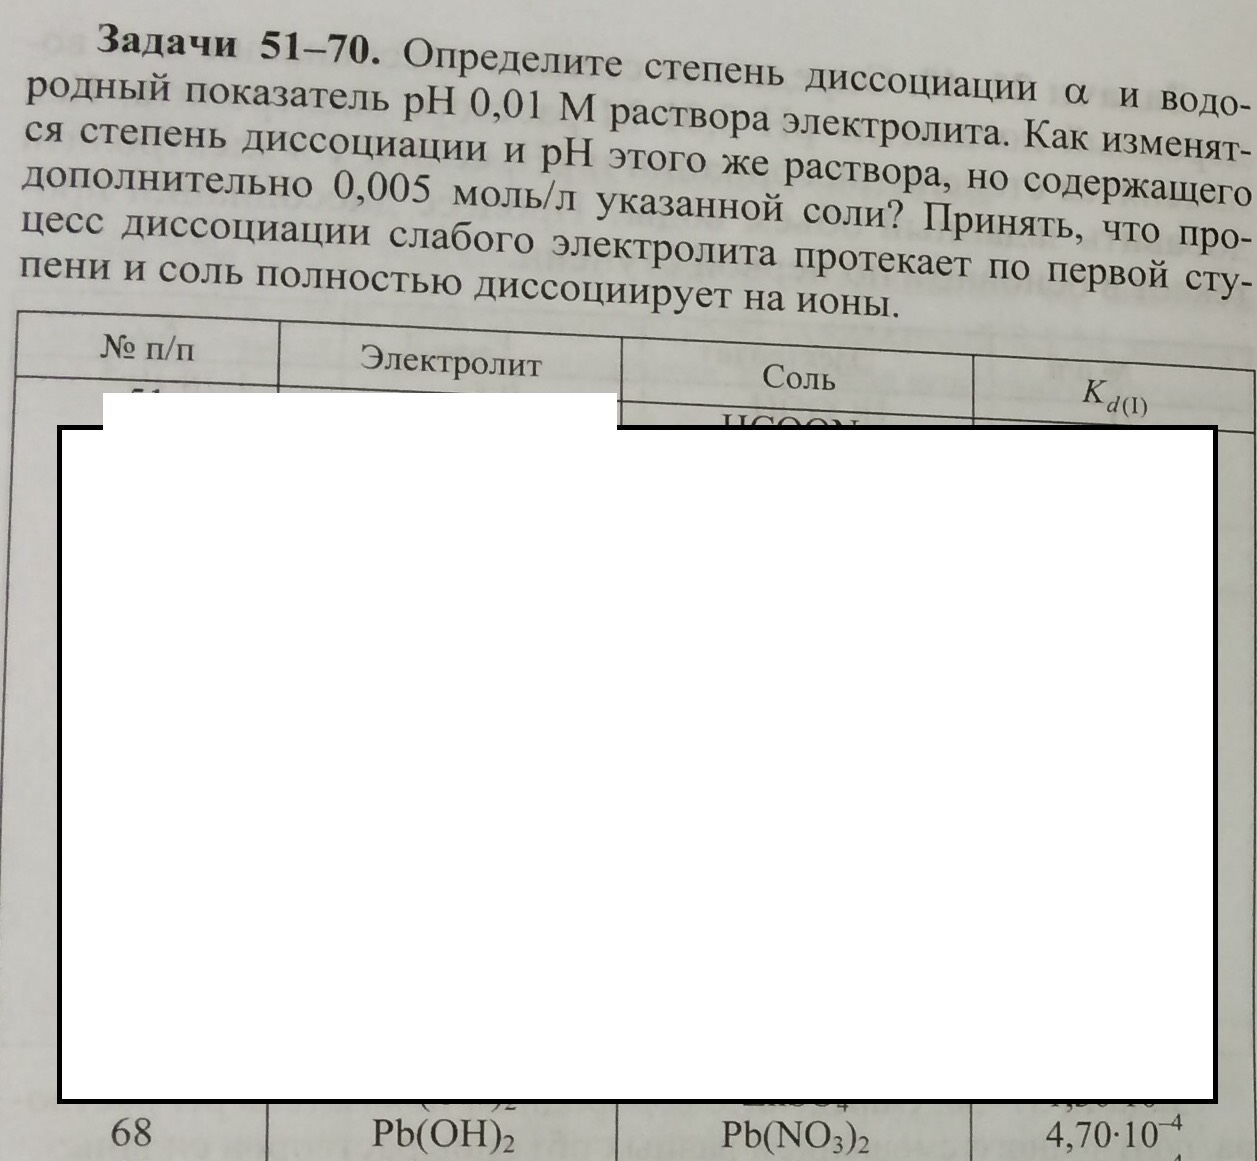 Задачи 51–70. Определите степень диссоциации α и водо-
родный показатель pH 0,01 М раствора электролита. Как изменят-
ся степень диссоциации и pH этого же раствора, но содержащего
дополнительно 0,005 моль/л указанной соли? Принять, что про-
цесс диссоциации слабого электролита протекает по первой сту-
пени и соль полностью диссоциирует на ионы.
№ п/п Электролит Соль K d(I)
68 Pb(OH)₂ Pb(NO₃)₂ 4,70·10⁻⁴